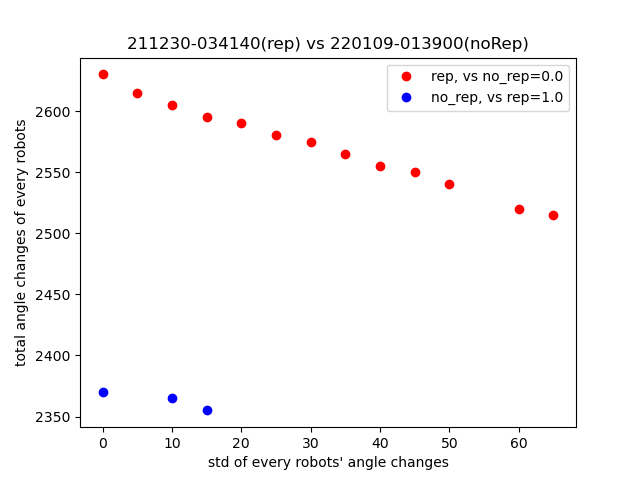 211230-034140(rep) vs 220109-013900(noRep)
rep, vs no_rep=0.0
no_rep, vs rep=1.0
total angle changes of every robots
2600
2550
2500
2450
2400
2350
0 10 20 30 40 50 60
std of every robots' angle changes